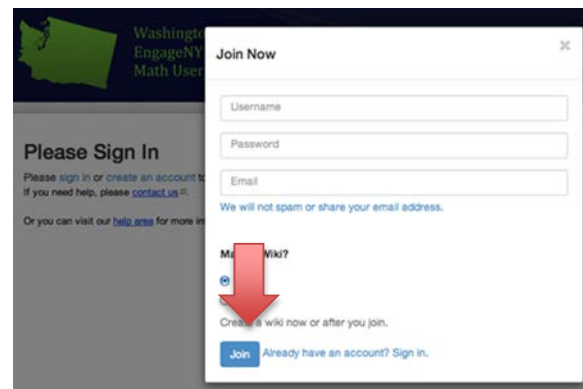 Washingto
EngageNY
Math User
Join Now
Username
Password
Email
We will not spam or share your email address.
Please Sign In
Please sign in or create an account to
If you need help, please contact us
Or you can visit our help area for more in
Ma Wiki?
Create a wiki now or after you join.
Join Already have an account? Sign in.